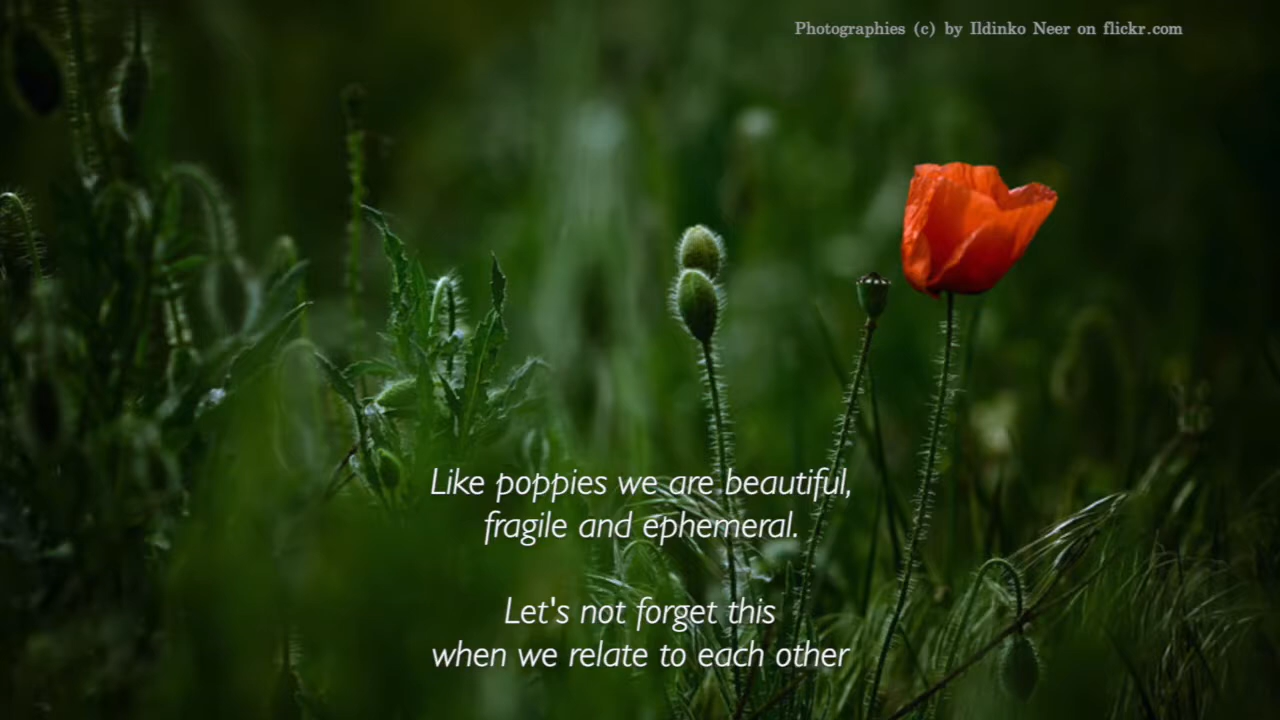 Photographies (c) by Ildinko Neer on flickr.com
Like poppies we are beautiful,
fragile and ephemeral.
Let's not forget this
when we relate to each other